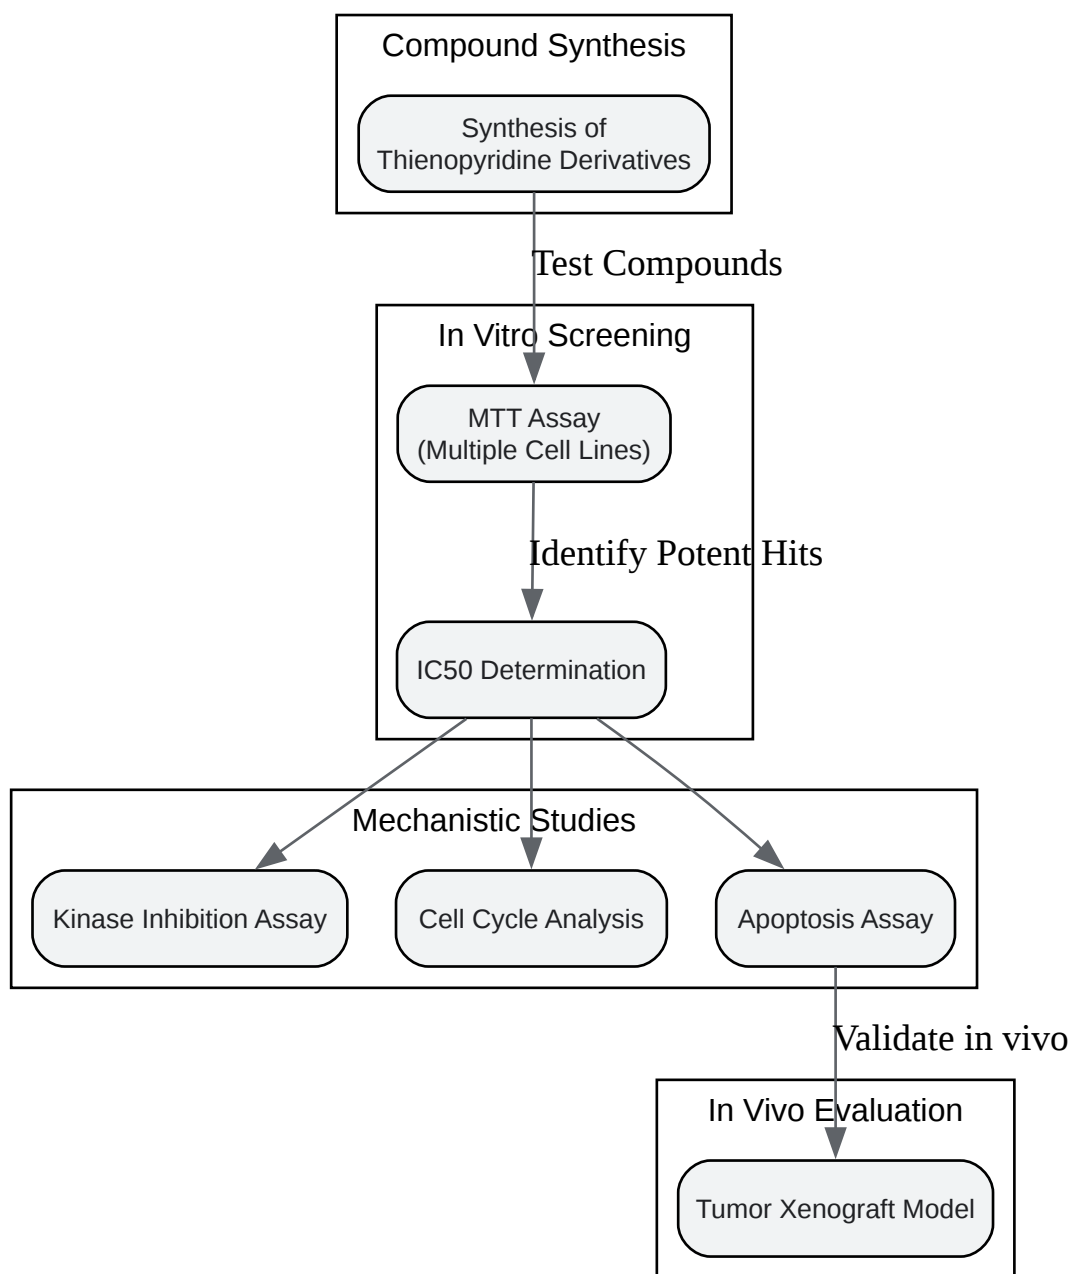 Compound Synthesis
Synthesis of
Thienopyridine Derivatives
Test Compounds
In Vitro Screening
MTT Assay
(Multiple Cell Lines)
Identify Potent Hits
IC50 Determination
Mechanistic Studies
Kinase Inhibition Assay
Cell Cycle Analysis
Apoptosis Assay
Validate in vivo
In Vivo Evaluation
Tumor Xenograft Model